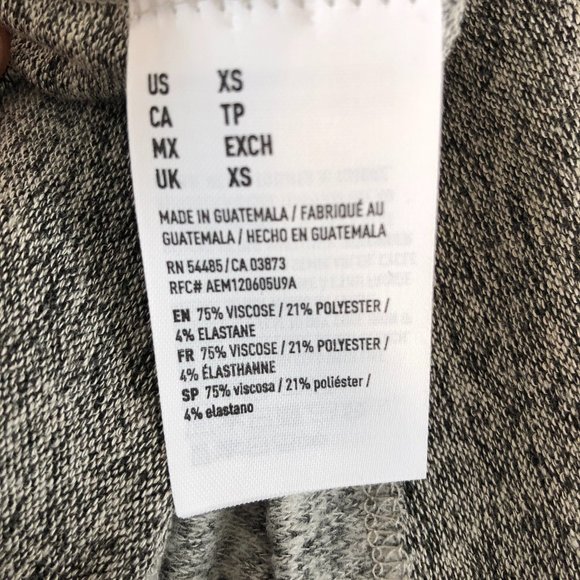 US XS
CA TP
MX EXCH
UK XS
MADE IN GUATEMALA / FABRIQUÉ AU
GUATEMALA / HECHO EN GUATEMALA
RN 54485 / CA 03873
RFC# AEM120605U9A
EN 75% VISCOSE / 21% POLYESTER /
4% ELASTANE
FR 75% VISCOSE / 21% POLYESTER /
4% ÉLASTHANNE
SP 75% viscosa / 21% poliéster /
4% elastano